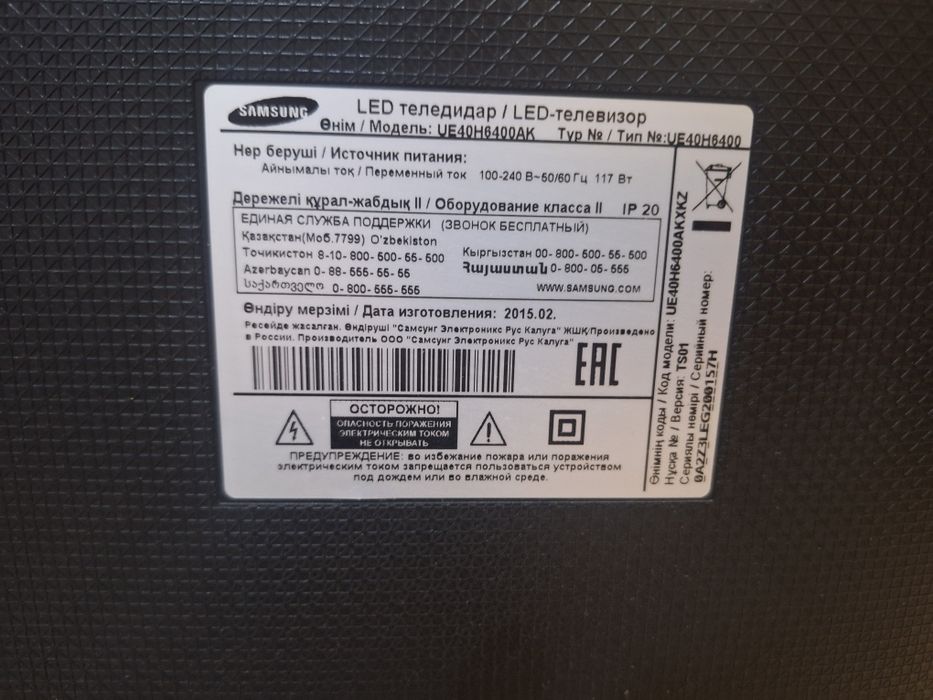 SAMSUNG
LED теледидар / LED-телевизор
Өнім / Модель: UE40H6400AK Тур № / Тип №:UE40H6400
Нәр беруші / Источник питания:
Айнымалы ток / Переменный ток 100-240 В~50/60 Гц 117 Вт
Дәрежелі құрал-жабдық II / Оборудование класса II IP 20
ЕДИНАЯ СЛУЖБА ПОДДЕРЖКИ (ЗВОНОК БЕСПЛАТНЫЙ)
Қазақстан(Моб.7799) O'zbekiston
Точикистон 8-10-800-500-55-500 Кыргызстан 00-800-500-55-500
Azerbaycan 0-88-555-55-55 Հայաստան 0-800-05-555
საქართველო 0-800-555-555 WWW.SAMSUNG.COM
Өндіру мерзімі / Дата изготовления: 2015.02.
Ресейде жасалған. Өндіруші "Самсунг Электроникс Рус Калуга" ЖШҚ/Произведено
в России. Производитель ООО "Самсунг Электроникс Рус Калуга"
EAC
ОСТОРОЖНО!
ОПАСНОСТЬ ПОРАЖЕНИЯ
ЭЛЕКТРИЧЕСКИМ ТОКОМ
НЕ ОТКРЫВАТЬ
ПРЕДУПРЕЖДЕНИЕ: во избежание пожара или поражения
электрическим током запрещается пользоваться устройством
под дождем или во влажной среде.
Өнімнің коды / Код модели: UE40H6400AKXKZ
Нұсқа № / Версия: TS01
Сериялы нөмірі / Серийный номер:
0A2Z3LEG200157H